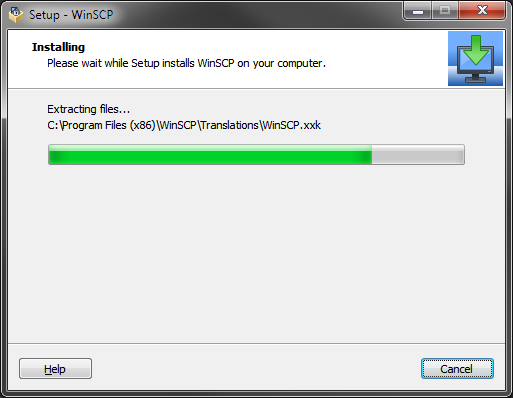 Setup - WinSCP
Installing
Please wait while Setup installs WinSCP on your computer.
Extracting files...
C:\Program Files (x86)\WinSCP\Translations\WinSCP.xxk
Help
Cancel